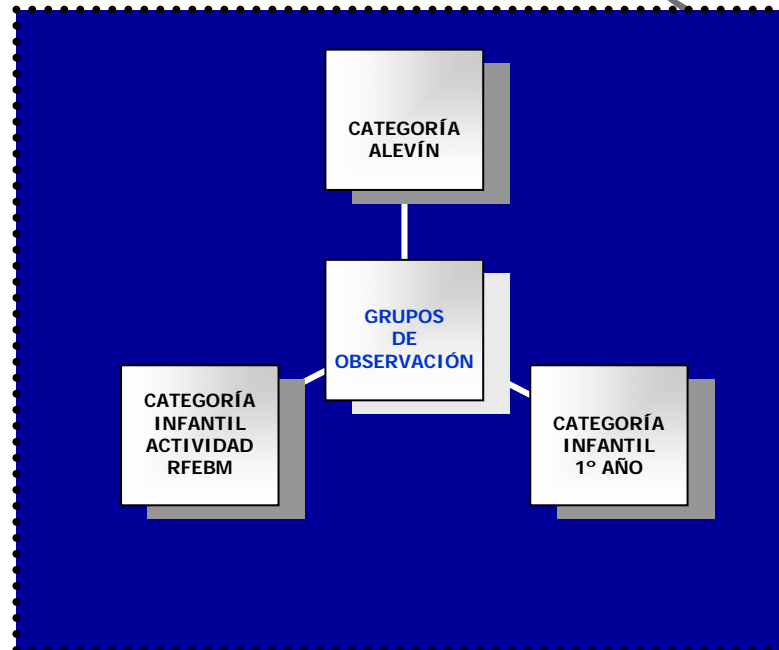 CATEGORÍA
ALEVÍN
GRUPOS
DE
OBSERVACIÓN
CATEGORÍA
INFANTIL
ACTIVIDAD
RFEBM
CATEGORÍA
INFANTIL
1º AÑO